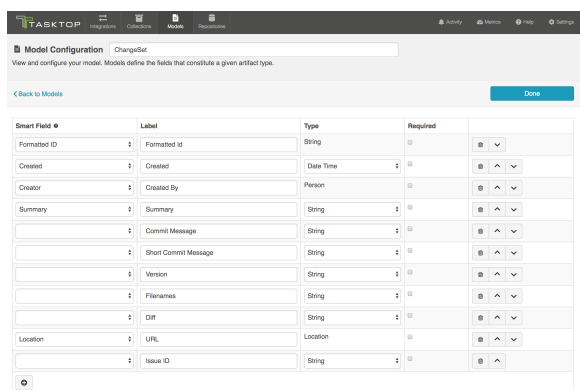 TASKTOP
Integrations
Collections
Models
Repositories
Activity
Metrics
Help
Settings
Model Configuration
ChangeSet
View and configure your model. Models define the fields that constitute a given artifact type.
Back to Models
Done
Smart Field Label Type Required
Formatted ID Formatted Id String
Created Created Date Time
Creator Created By Person
Summary Summary String
Commit Message String
Short Commit Message String
Version String
Filenames String
Diff String
Location URL Location
Issue ID String